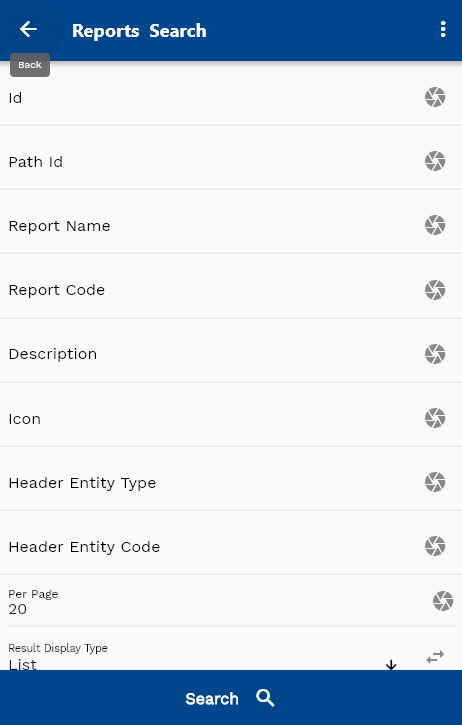 Reports Search
Back
Id
Path Id
Report Name
Report Code
Description
Icon
Header Entity Type
Header Entity Code
Per Page
20
Result Display Type
List
Search